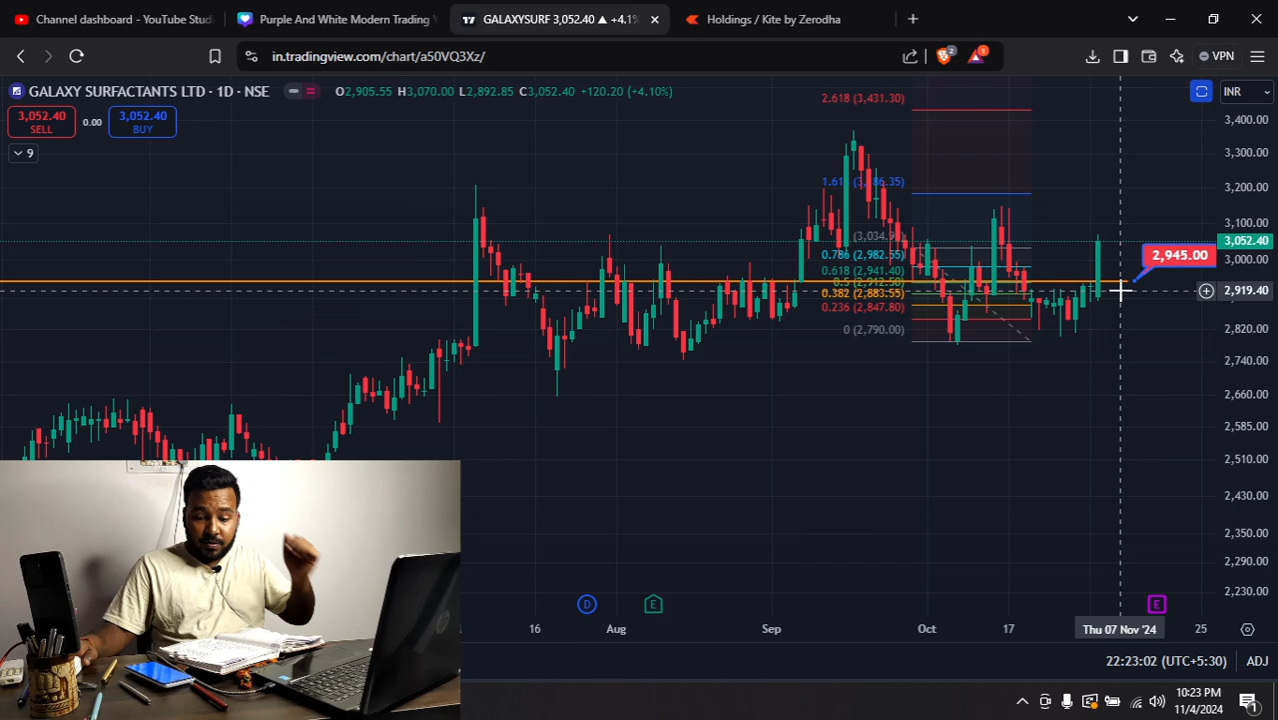 Channel dashboard - YouTube Stud
Purple And White Modern Trading Y
GALAXYSURF 3,052.40 ▲ +4.1%
Holdings / Kite by Zerodha
in.tradingview.com/chart/a50VQ3Xz/
2
VPN
GALAXY SURFACTANTS LTD · 1D · NSE
O2,905.55 H3,070.00 L2,892.85 C3,052.40 +120.20 (+4.10%)
INR
3,052.40
SELL
0.00
3,052.40
BUY
9
2.618 (3,431.30)
(3,034.9
0.786 (2,982.55)
0.618 (2,941.40)
0.382 (2,883.55)
0.236 (2,847.80)
0 (2,790.00)
2,945.00
3,400.00
3,300.00
3,200.00
3,100.00
3,052.40
3,000.00
2,919.40
2,820.00
2,740.00
2,660.00
2,585.00
2,510.00
2,430.00
2,350.00
2,290.00
2,230.00
D
E
E
16
Aug
Sep
Oct
17
Thu 07 Nov '24
25
22:23:02 (UTC+5:30)
ADJ
10:23 PM
11/4/2024
1